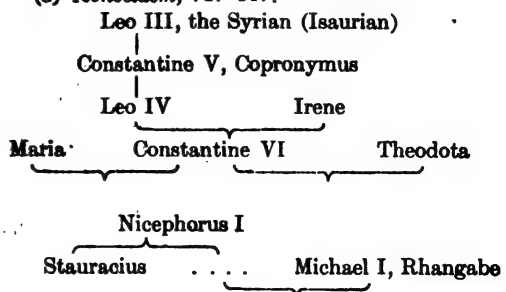 Leo III, the Syrian (Isaurian)
Constantine V, Copronymus
Leo IV Irene
Maria Constantine VI Theodota
Nicephorus I
Stauracius .... Michael I, Rhangabe